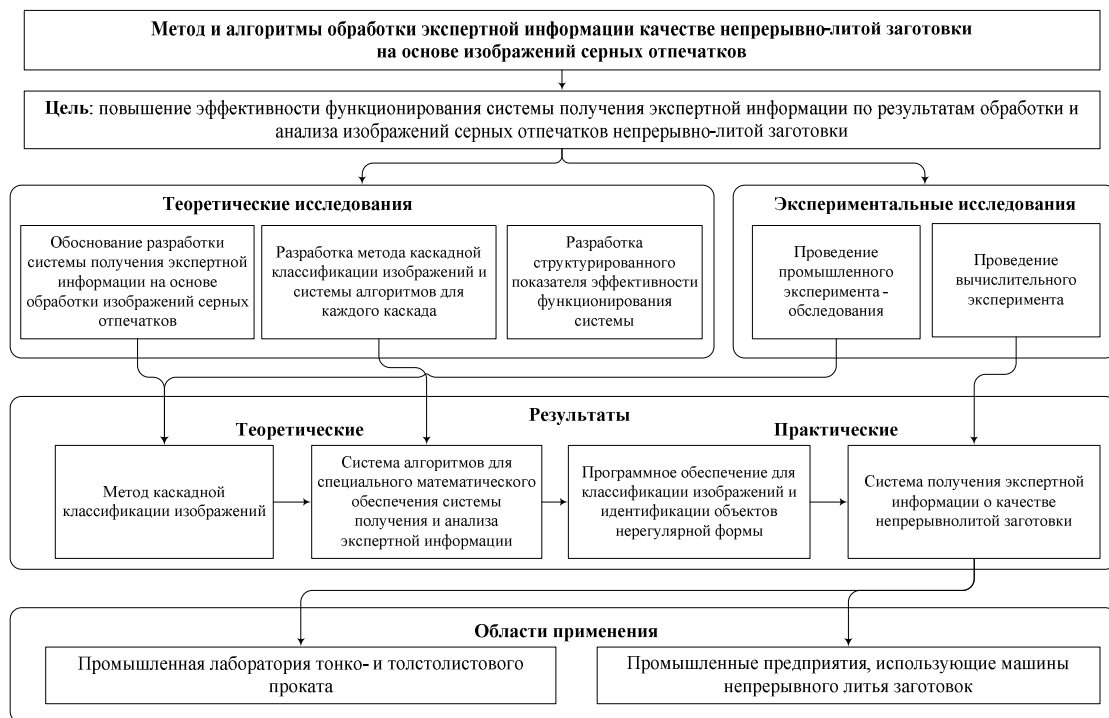 Метод и алгоритмы обработки экспертной информации качестве непрерывно-литой заготовки
на основе изображений серных отпечатков
Цель: повышение эффективности функционирования системы получения экспертной информации по результатам обработки и
анализа изображений серных отпечатков непрерывно-литой заготовки
Теоретические исследования
Обоснование разработки
системы получения экспертной
информации на основе
обработки изображений серных
отпечатков
Разработка метода каскадной
классификации изображений и
системы алгоритмов для
каждого каскада
Разработка
структурированного
показателя эффективности
функционирования
системы
Экспериментальные исследования
Проведение
промышленного
эксперимента -
обследования
Проведение
вычислительного
эксперимента
Результаты
Теоретические
Практические
Метод каскадной
классификации изображений
Система алгоритмов для
специального математического
обеспечения системы
получения и анализа
экспертной информации
Программное обеспечение для
классификации изображений и
идентификации объектов
нерегулярной формы
Система получения экспертной
информации о качестве
непрерывнолитой заготовки
Области применения
Промышленная лаборатория тонко- и толстолистового
проката
Промышленные предприятия, использующие машины
непрерывного литья заготовок